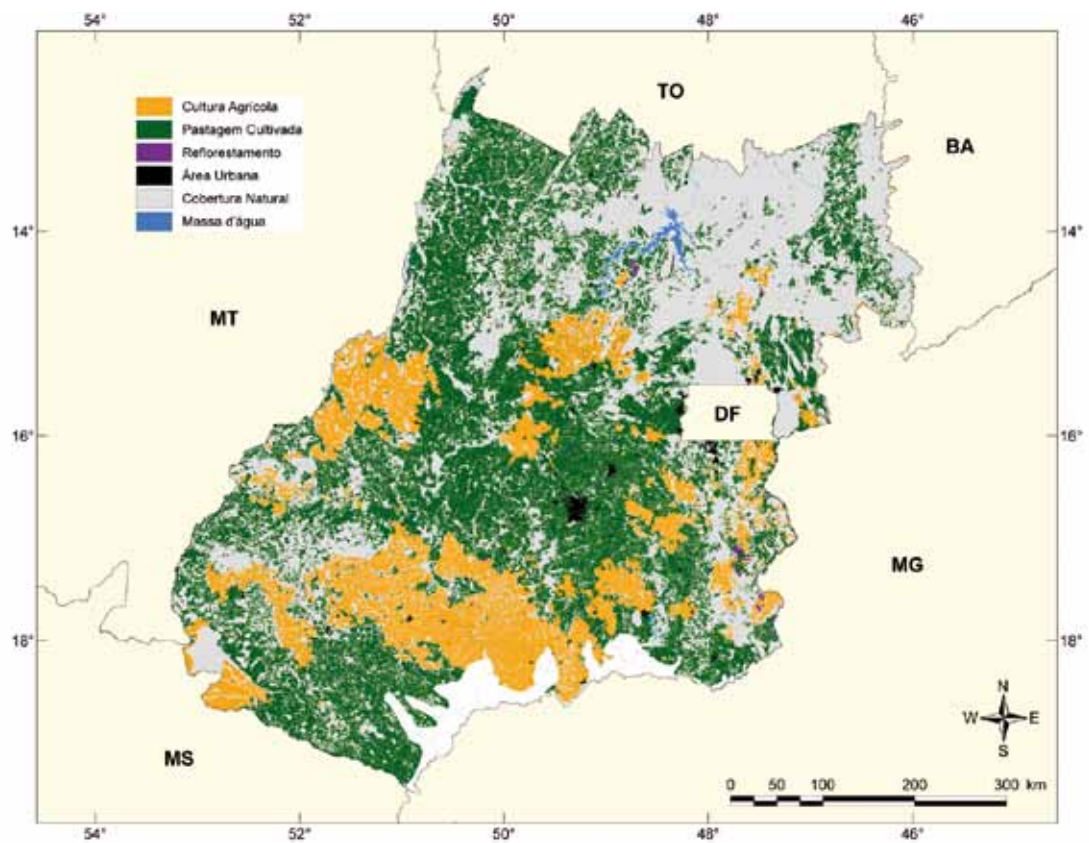 54° 52° 50° 48° 46°
TO
BA
Cultura Agrícola
Pastagem Cultivada
Reflorestamento
Área Urbana
Cobertura Natural
Massa d'água
14° 14°
MT
DF
16° 16°
MG
18° 18°
N
W E
S
MS
0 50 100 200 300 km
54° 52° 50° 48° 46°